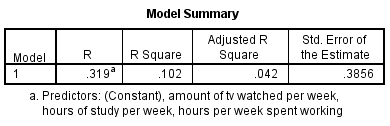 Model Summary
Model R R Square Adjusted R Square Std. Error of the Estimate
1 .319a .102 .042 .3856
a. Predictors: (Constant), amount of tv watched per week,
hours of study per week, hours per week spent working